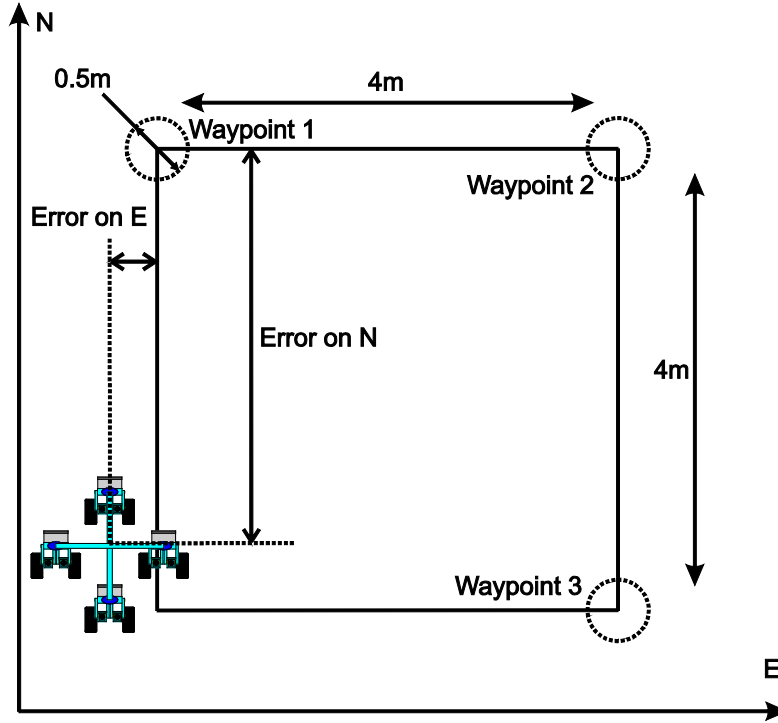 N
0.5m
4m
Waypoint 1
Waypoint 2
Error on E
Error on N
4m
Waypoint 3
E